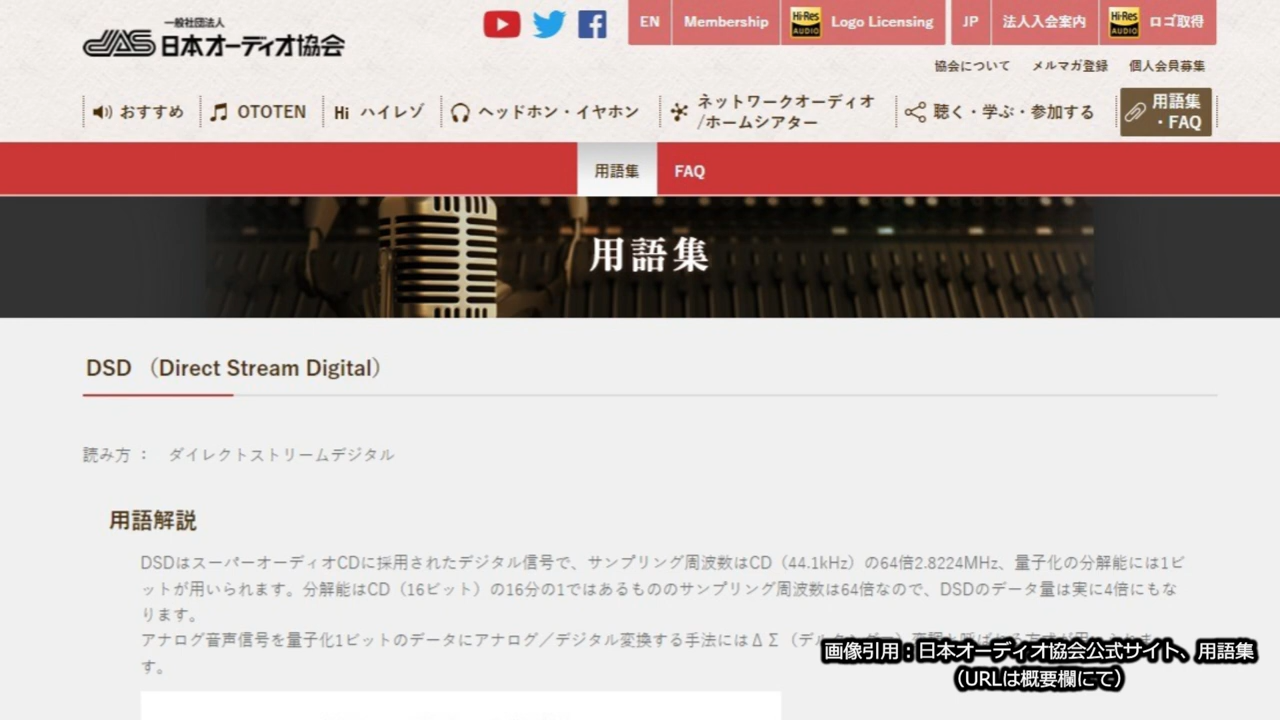 一般社団法人
JAS 日本オーディオ協会
EN Membership Hi-Res AUDIO Logo Licensing JP 法人入会案内 Hi-Res AUDIO ロゴ取得
協会について メルマガ登録 個人会員募集
おすすめ OTOTEN Hi ハイレゾ ヘッドホン・イヤホン ネットワークオーディオ
/ホームシアター 聴く・学ぶ・参加する 用語集
・FAQ
用語集 FAQ
用語集
DSD (Direct Stream Digital)
読み方 : ダイレクトストリームデジタル
用語解説
DSDはスーパーオーディオCDに採用されたデジタル信号で、サンプリング周波数はCD（44.1kHz）の64倍2.8224MHz、量子化の分解能には1ビ
ットが用いられます。分解能はCD（16ビット）の16分の1ではあるもののサンプリング周波数は64倍なので、DSDのデータ量は実に4倍にもな
ります。
アナログ音声信号を量子化1ビットのデータにアナログ／デジタル変換する手法にはΔΣ（デル
す。
画像引用：日本オーディオ協会公式サイト、用語集
（URLは概要欄にて）